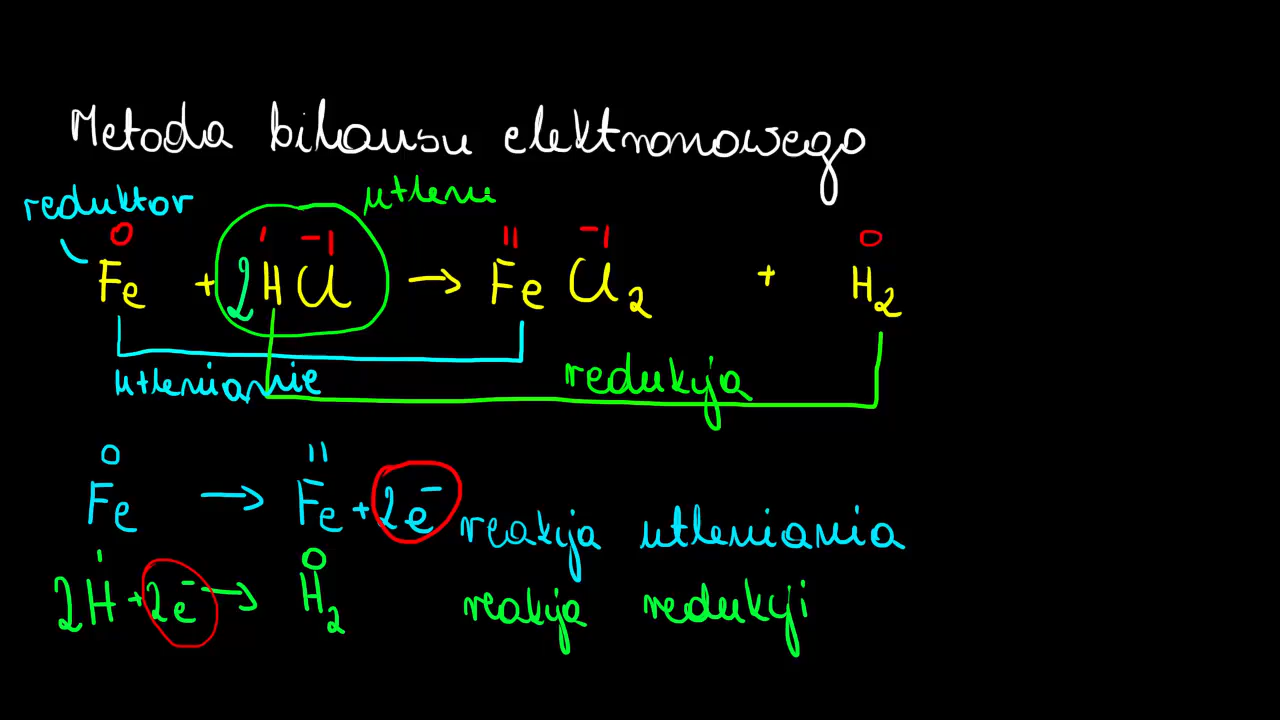 Metoda bilansu elektronowego
reduktor utleni
0 I -I II -I 0
Fe + 2HCl → FeCl₂ + H₂
utlenianie redukcja
0 II
Fe → Fe + 2e⁻ reakcja utleniania
I 0
2H + 2e⁻ → H₂ reakcja redukcji